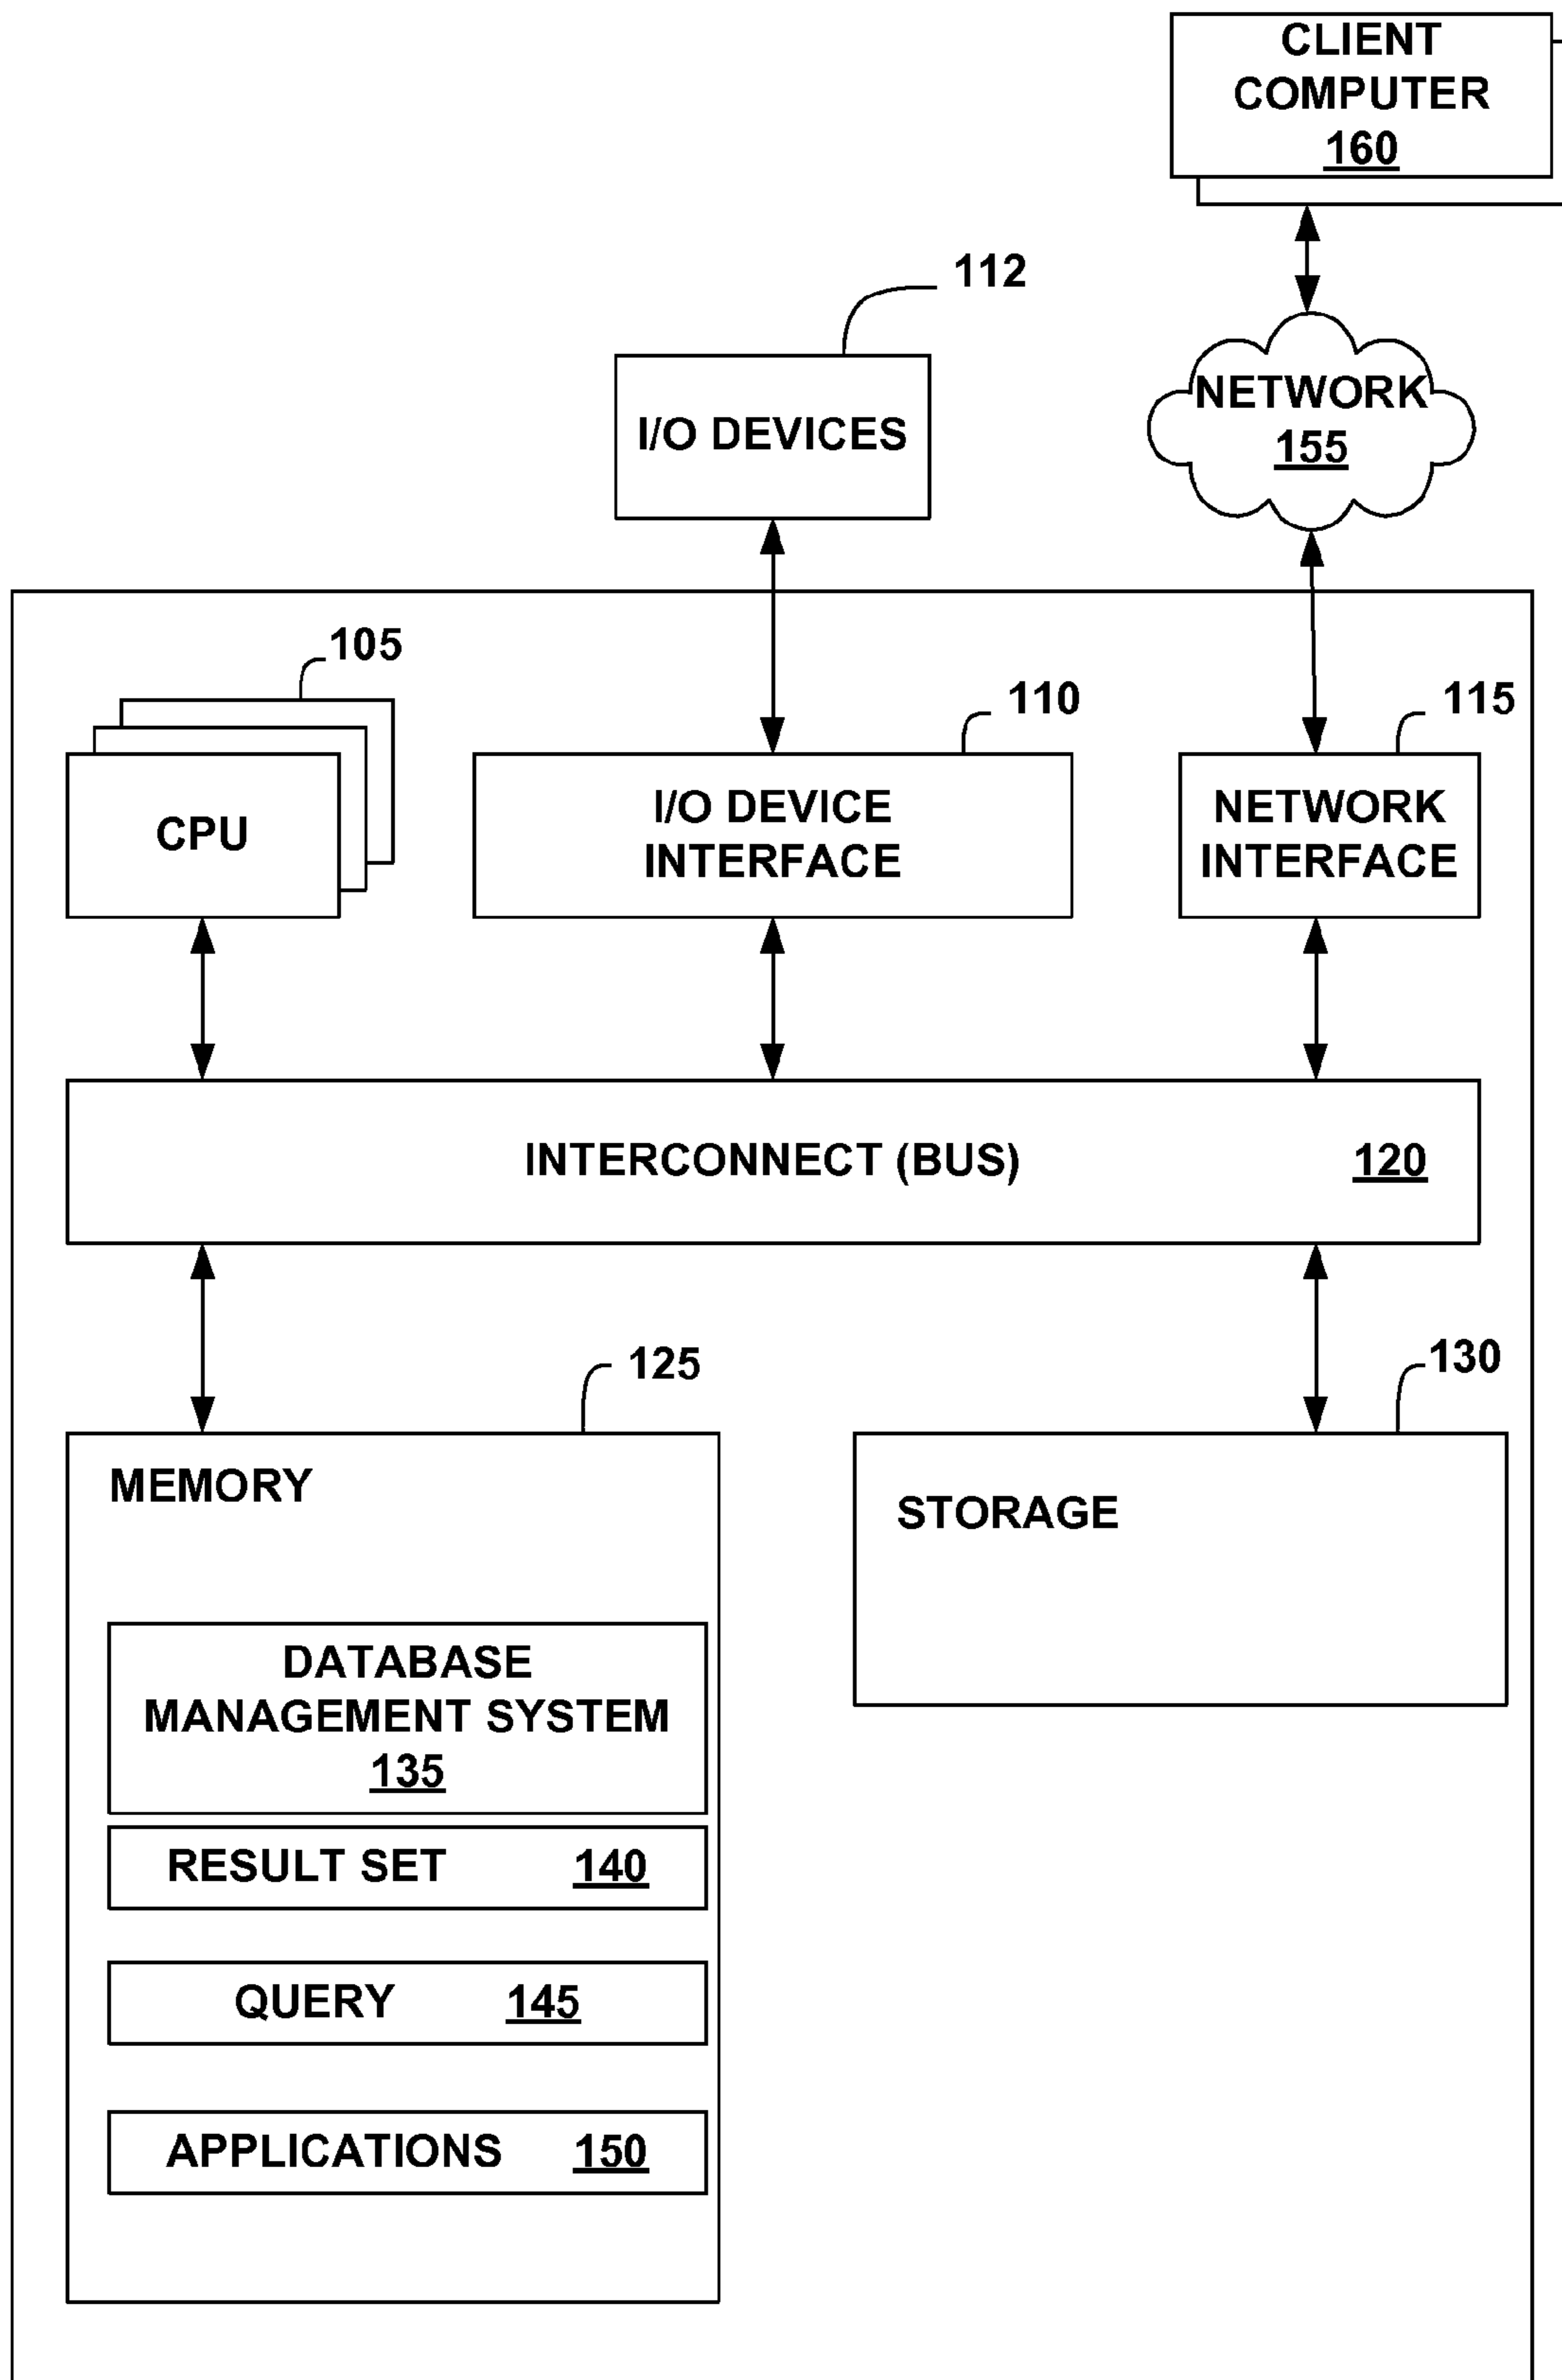 CLIENT
COMPUTER
160
112
I/O DEVICES
NETWORK
155
105
110
115
CPU
I/O DEVICE
INTERFACE
NETWORK
INTERFACE
INTERCONNECT (BUS) 120
125
130
MEMORY
STORAGE
DATABASE
MANAGEMENT SYSTEM
135
RESULT SET 140
QUERY 145
APPLICATIONS 150